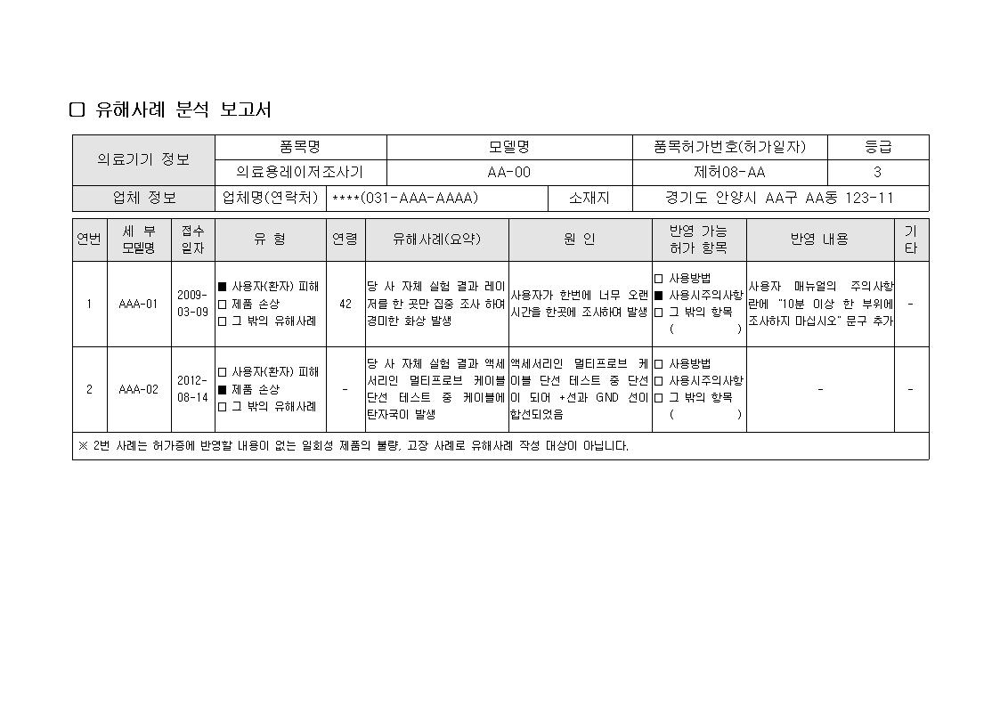 □ 유해사례 분석 보고서
의료기기 정보 품목명 모델명 품목허가번호(허가일자) 등급
의료용레이저조사기 AA-00 제허08-AA 3
업체 정보 업체명(연락처) ****(031-AAA-AAAA) 소재지 경기도 안양시 AA구 AA동 123-11
연번
세 부
모델명
접수
일자
유 형
연령
유해사례(요약)
원 인
반영 가능
허가 항목
반영 내용
기
타
1
AAA-01
2009-
03-09
■ 사용자(환자) 피해
□ 제품 손상
□ 그 밖의 유해사례
42
당 사 자체 실험 결과 레이
저를 한 곳만 집중 조사 하며
경미한 화상 발생
사용자가 한번에 너무 오랜
시간을 한곳에 조사하며 발생
□ 사용방법
■ 사용시주의사항
□ 그 밖의 항목
( )
사용자 매뉴얼의 주의사항
란에 "10분 이상 한 부위에
조사하지 마십시오" 문구 추가
-
2
AAA-02
2012-
08-14
□ 사용자(환자) 피해
■ 제품 손상
□ 그 밖의 유해사례
-
당 사 자체 실험 결과 액세
서리인 멀티프로브 케이블
단선 테스트 중 케이블에
탄자국이 발생
액세서리인 멀티프로브 케
이블 단선 테스트 중 단선
이 되어 +선과 GND 선이
합선되었음
□ 사용방법
□ 사용시주의사항
□ 그 밖의 항목
( )
-
-
※ 2번 사례는 허가증에 반영할 내용이 없는 일회성 제품의 불량, 고장 사례로 유해사례 작성 대상이 아닙니다.